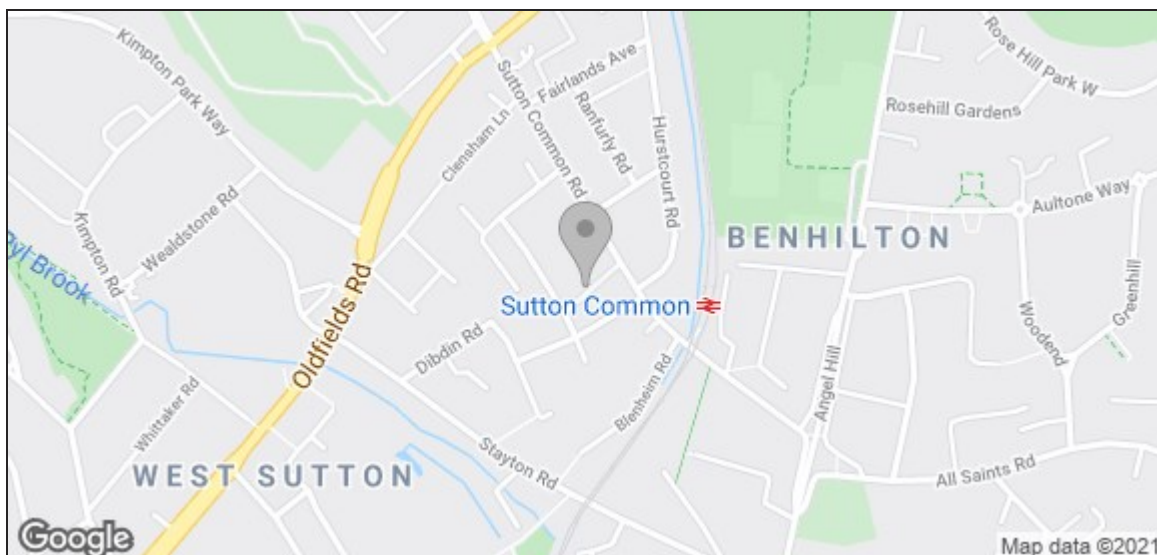 Kimpton Park Way
Sutton Common Rd
Fairlands Ave
Rose Hill Park W
Rosehill Gardens
Clensham Ln
Ranfurly Rd
Hurstcourt Rd
Wealdstone Rd
Aultone Way
Kimpton Rd
BENHILTON
Pyl Brook
Oldfields Rd
Sutton Common
Greenhill
Woodend
Dibdin Rd
Blenheim Rd
Angel Hill
Whittaker Rd
Stayton Rd
WEST SUTTON
All Saints Rd
Google
Map data ©2021